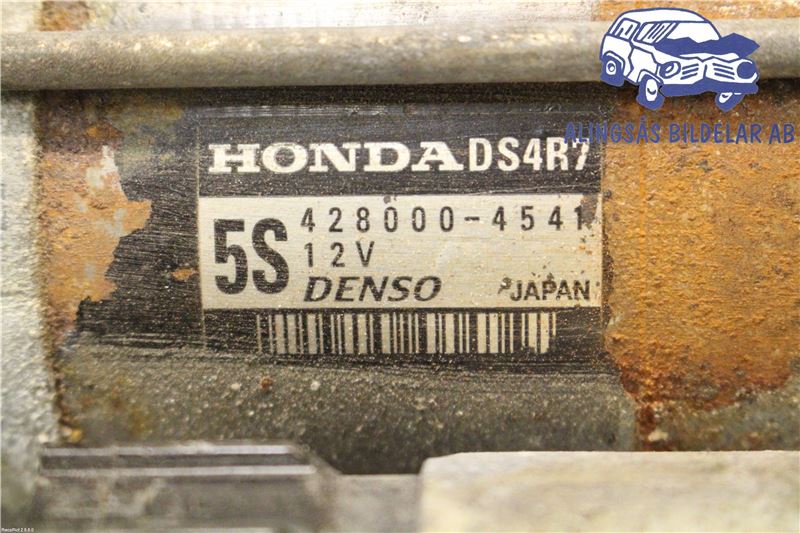 ALINGSÅS BILDELAR AB
HONDA DS4R7
5S 428000-4541
12V
DENSO JAPAN